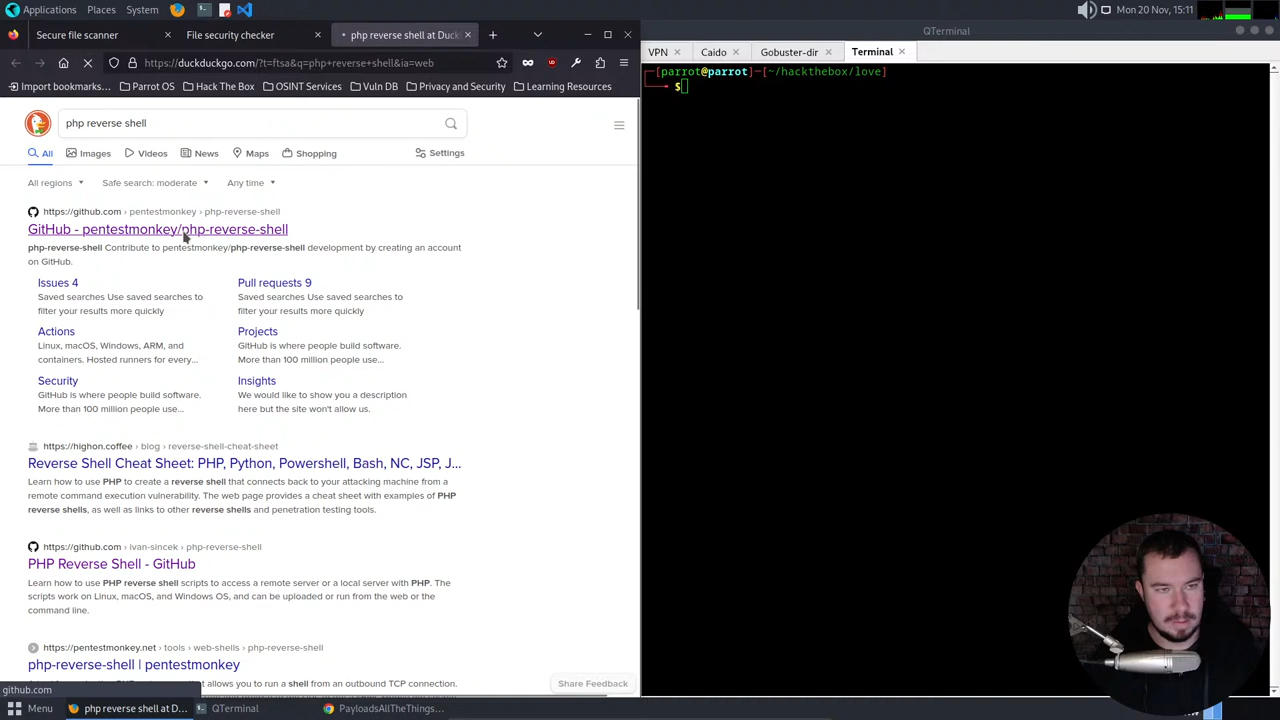 Applications Places System
Mon 20 Nov, 15:11
Secure file scanner
File security checker
php reverse shell at Duck
QTerminal
VPN
Caido
Gobuster-dir
Terminal
https://duckduckgo.com/?t=ftsa&q=php+reverse+shell&ia=web
Import bookmarks... Parrot OS Hack The Box OSINT Services Vuln DB Privacy and Security Learning Resources
┌─[parrot@parrot]─[~/hackthebox/love]
└──╼ $
php reverse shell
All Images Videos News Maps Shopping Settings
All regions Safe search: moderate Any time
https://github.com › pentestmonkey › php-reverse-shell
GitHub - pentestmonkey/php-reverse-shell
php-reverse-shell Contribute to pentestmonkey/php-reverse-shell development by creating an account
on GitHub.
Issues 4
Saved searches Use saved searches to
filter your results more quickly
Pull requests 9
Saved searches Use saved searches to
filter your results more quickly
Actions
Linux, macOS, Windows, ARM, and
containers. Hosted runners for every...
Projects
GitHub is where people build software.
More than 100 million people use...
Security
GitHub is where people build software.
More than 100 million people use...
Insights
We would like to show you a description
here but the site won't allow us.
https://highon.coffee › blog › reverse-shell-cheat-sheet
Reverse Shell Cheat Sheet: PHP, Python, Powershell, Bash, NC, JSP, J...
Learn how to use PHP to create a reverse shell that connects back to your attacking machine from a
remote command execution vulnerability. The web page provides a cheat sheet with examples of PHP
reverse shells, as well as links to other reverse shells and penetration testing tools.
https://github.com › ivan-sincek › php-reverse-shell
PHP Reverse Shell - GitHub
Learn how to use PHP reverse shell scripts to access a remote server or a local server with PHP. The
scripts work on Linux, macOS, and Windows OS, and can be uploaded or run from the web or the
command line.
https://pentestmonkey.net › tools › web-shells › php-reverse-shell
php-reverse-shell | pentestmonkey
that allows you to run a shell from an outbound TCP connection.
Share Feedback
github.com
Menu
php reverse shell at D...
QTerminal
PayloadsAllTheThings...